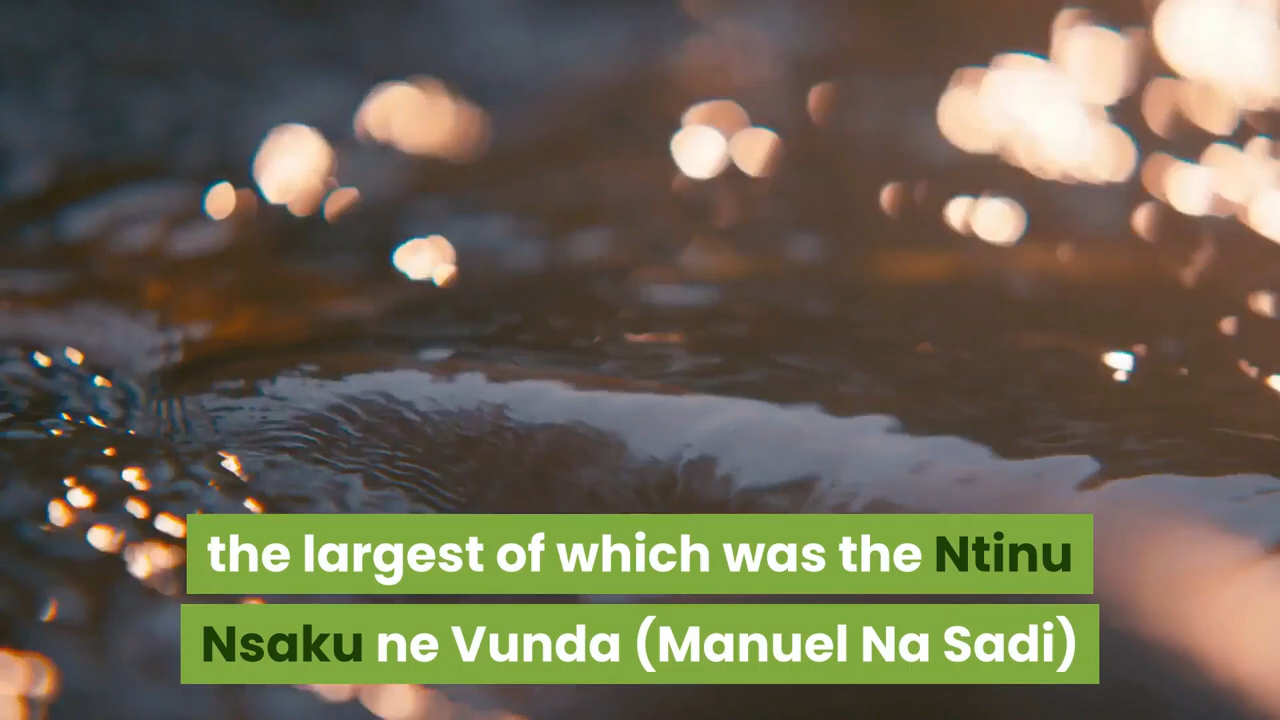 the largest of which was the Ntinu
Nsaku ne Vunda (Manuel Na Sadi)